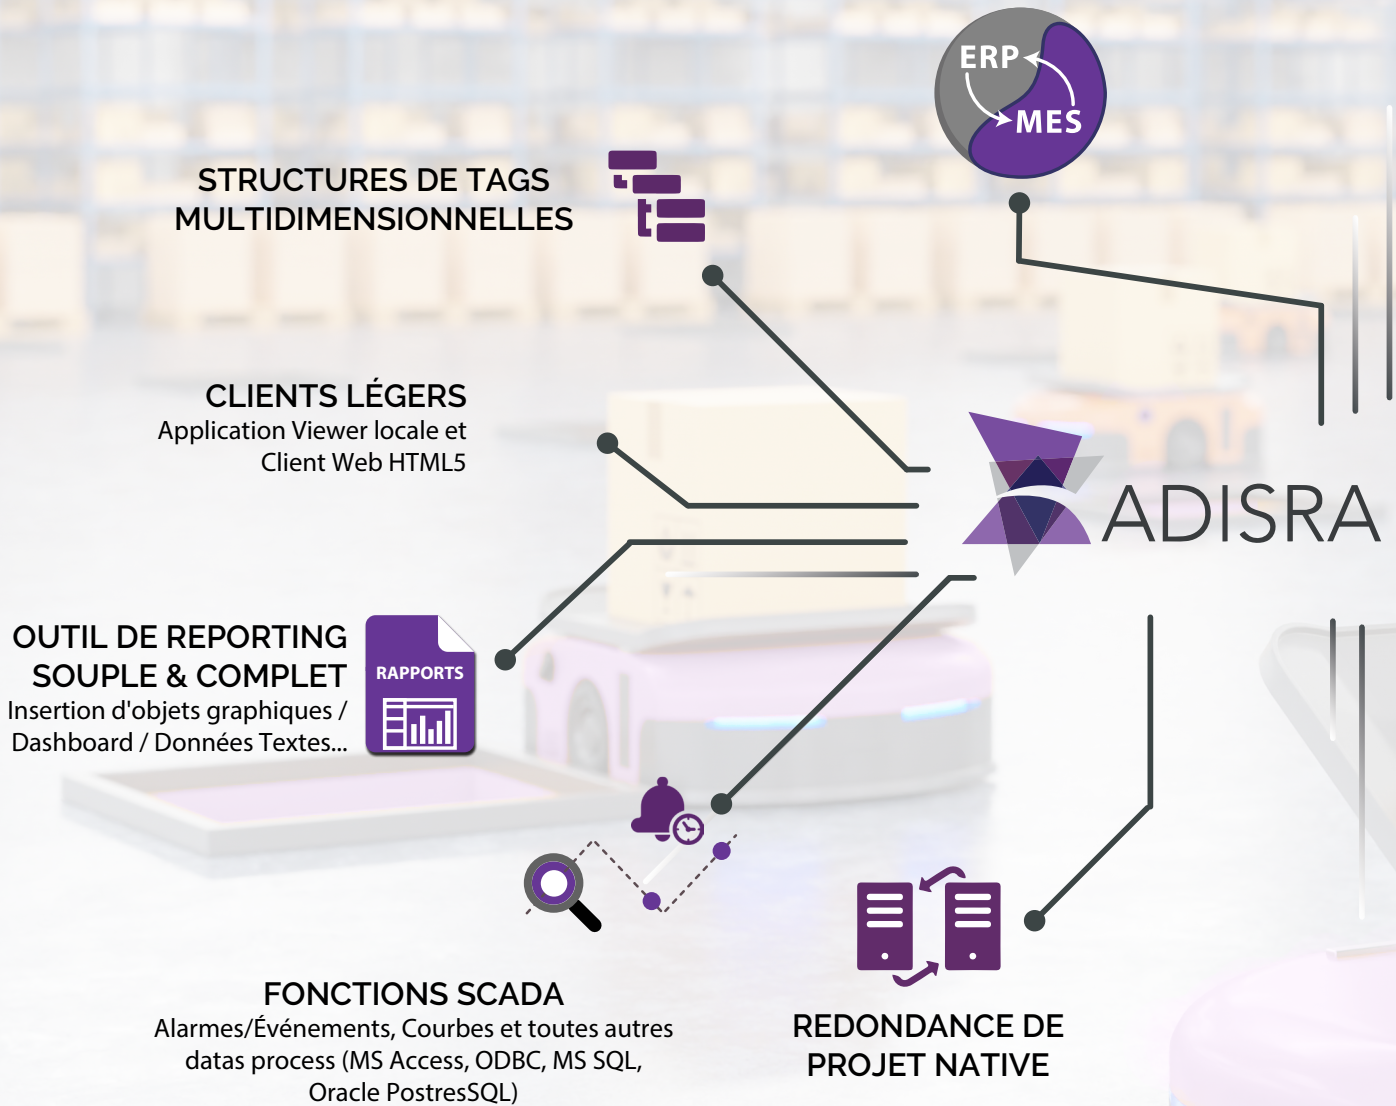 ERP
MES
STRUCTURES DE TAGS
MULTIDIMENSIONNELLES
CLIENTS LÉGERS
Application Viewer locale et
Client Web HTML5
ADISRA
OUTIL DE REPORTING
SOUPLE & COMPLET
Insertion d'objets graphiques /
Dashboard / Données Textes...
RAPPORTS
FONCTIONS SCADA
Alarmes/Événements, Courbes et toutes autres
datas process (MS Access, ODBC, MS SQL,
Oracle PostresSQL)
REDONDANCE DE
PROJET NATIVE